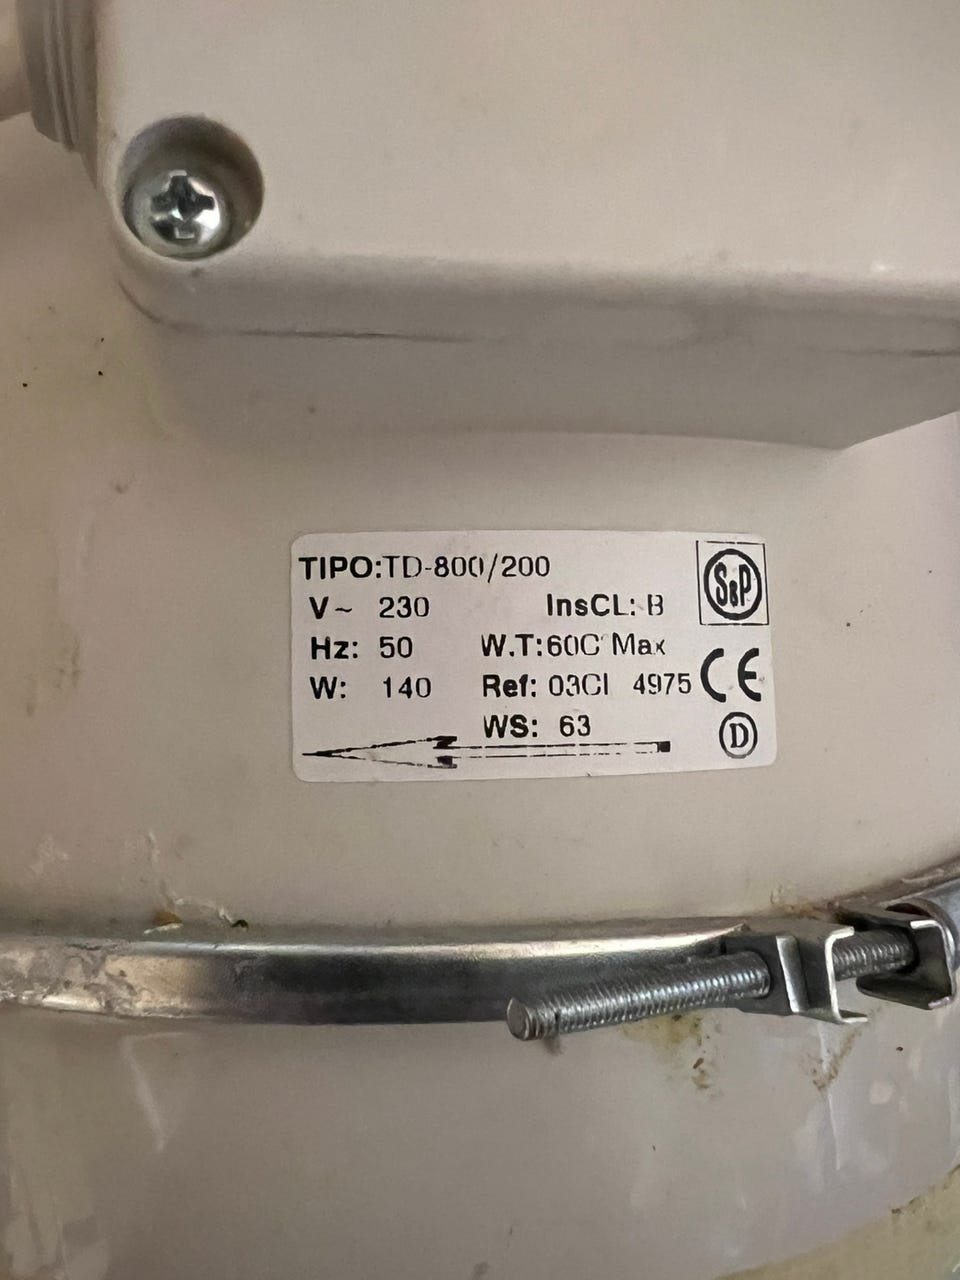 TIPO:TD-800/200
S&P
V~ 230 InsCL: B
Hz: 50 W.T:60C° Max
W: 140 Ref: 03CI 4975 CE
WS: 63 D